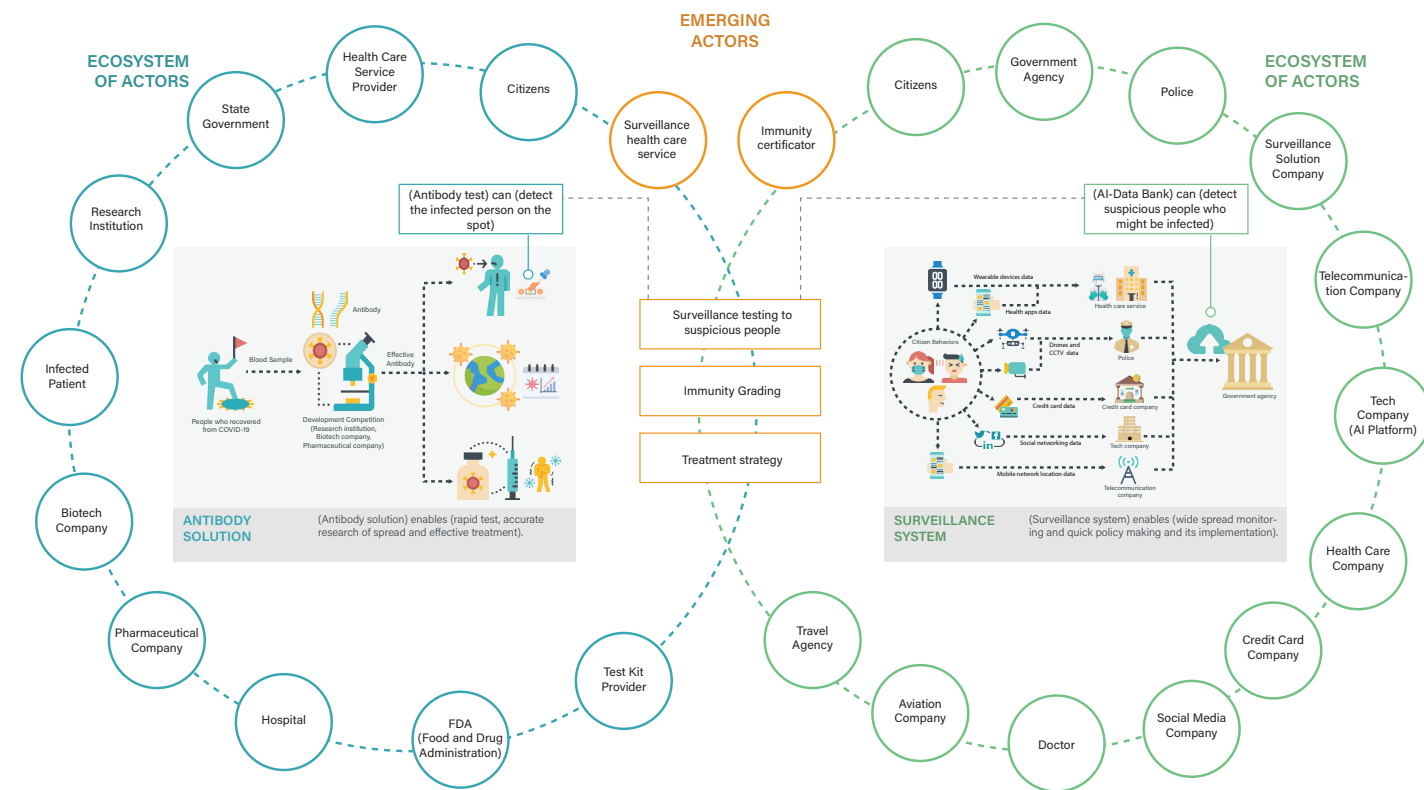 EMERGING
ACTORS
ECOSYSTEM
OF ACTORS
ECOSYSTEM
OF ACTORS
Health Care
Service
Provider
Citizens
State
Government
Surveillance
health care
service
Immunity
certificator
Citizens
Government
Agency
Police
Surveillance
Solution
Company
Research
Institution
(Antibody test) can (detect
the infected person on the
spot)
(AI-Data Bank) can (detect
suspicious people who
might be infected)
Telecommunica-
tion Company
Infected
Patient
Tech
Company
(AI Platform)
Blood Sample
Antibody
Effective
Antibody
People who recovered
from COVID-19
Development Competition
(Research institution,
Biotech company,
Pharmaceutical company)
Surveillance testing to
suspicious people
Immunity Grading
Treatment strategy
Wearable devices data
Health apps data
Health care service
Citizen Behaviors
Drones and
CCTV data
Police
Government agency
Credit card data
Credit card company
Social networking data
Tech company
Mobile network location data
Telecommunication
company
in
ANTIBODY
SOLUTION
(Antibody solution) enables (rapid test, accurate
research of spread and effective treatment).
SURVEILLANCE
SYSTEM
(Surveillance system) enables (wide spread monitor-
ing and quick policy making and its implementation).
Biotech
Company
Health Care
Company
Pharmaceutical
Company
Travel
Agency
Credit Card
Company
Test Kit
Provider
Hospital
FDA
(Food and Drug
Administration)
Aviation
Company
Doctor
Social Media
Company